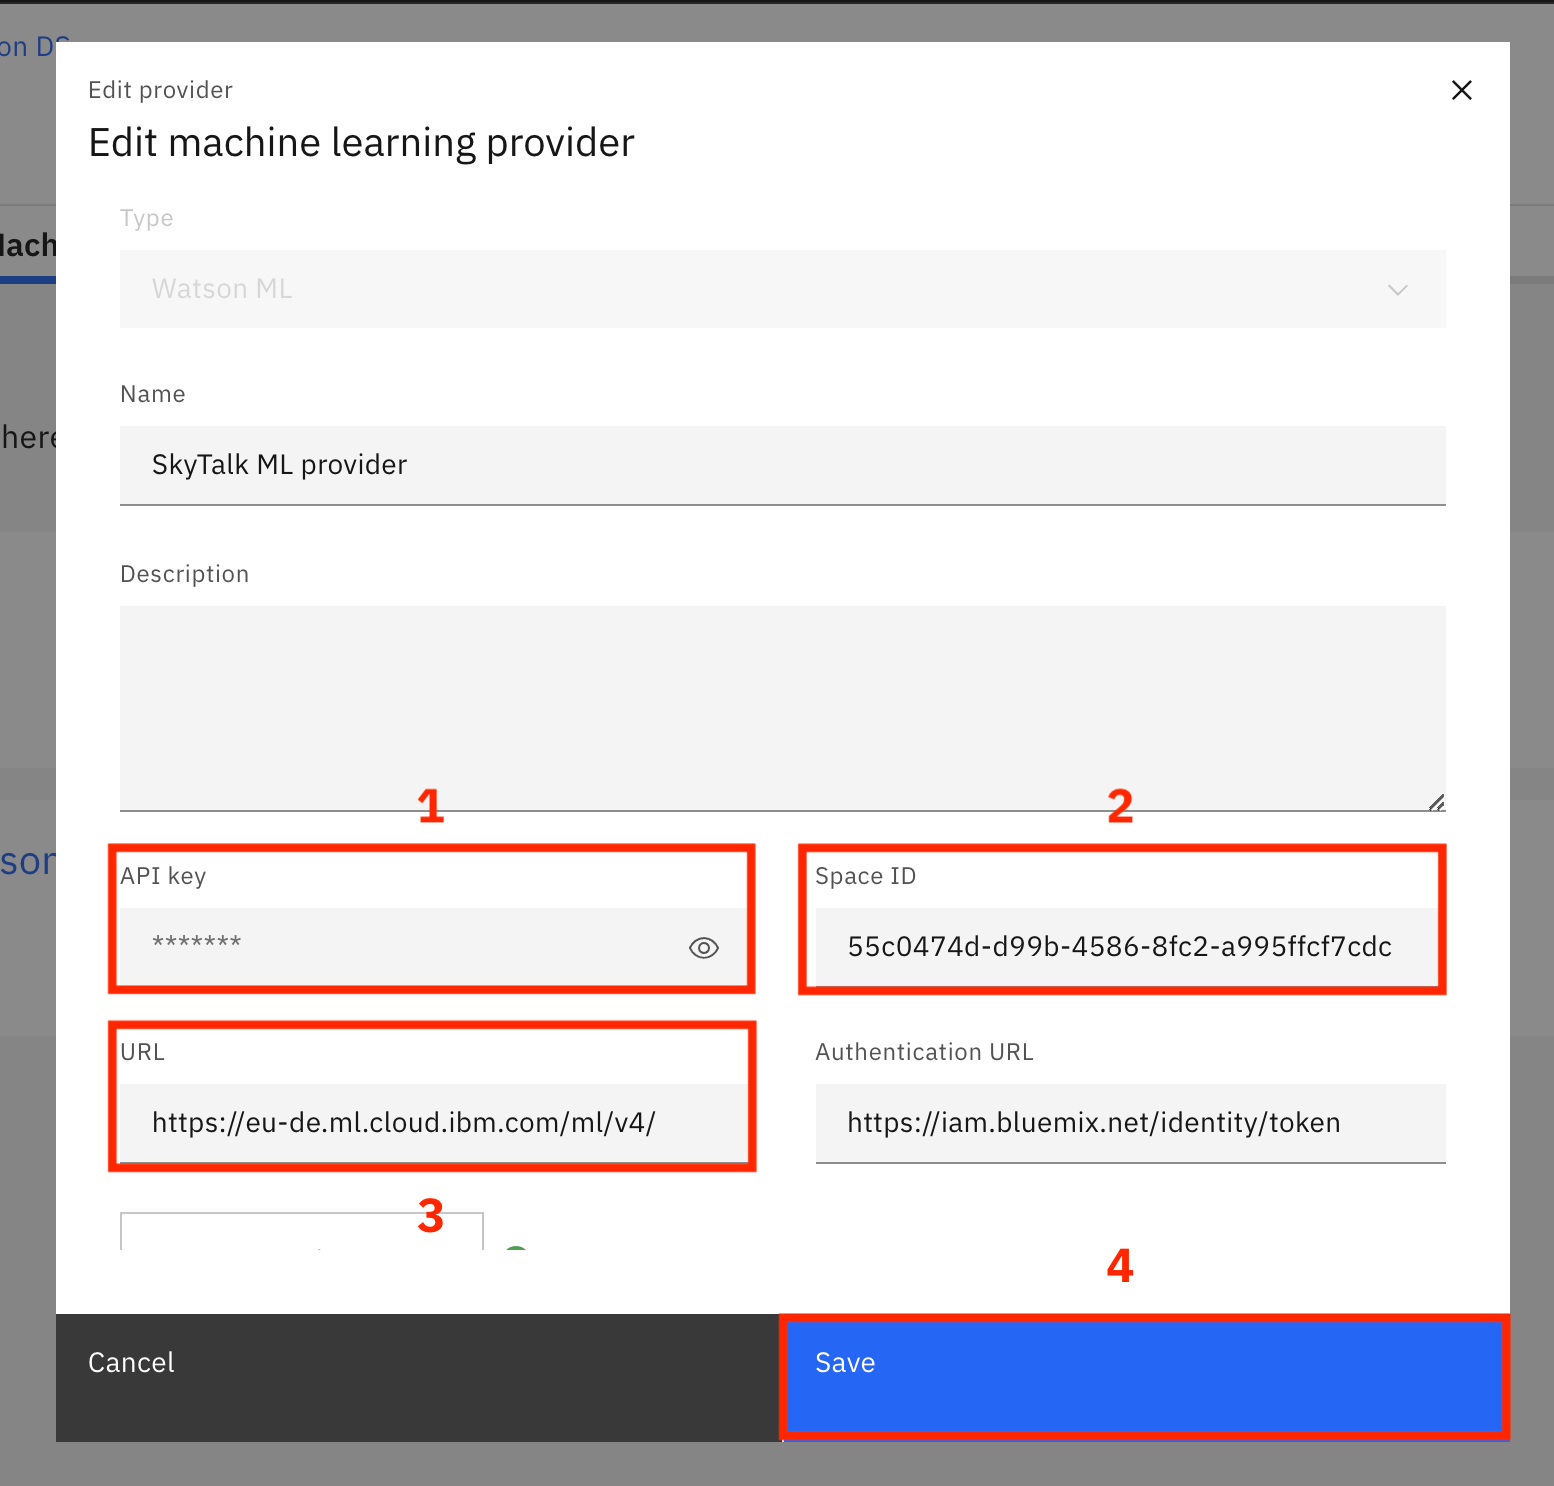 on DS
Edit provider
Edit machine learning provider
Type
Watson ML
Name
SkyTalk ML provider
here
Description
1
2
API key
Space ID
*******
55c0474d-d99b-4586-8fc2-a995ffcf7cdc
URL
Authentication URL
https://eu-de.ml.cloud.ibm.com/ml/v4/
https://iam.bluemix.net/identity/token
3
4
Cancel
Save